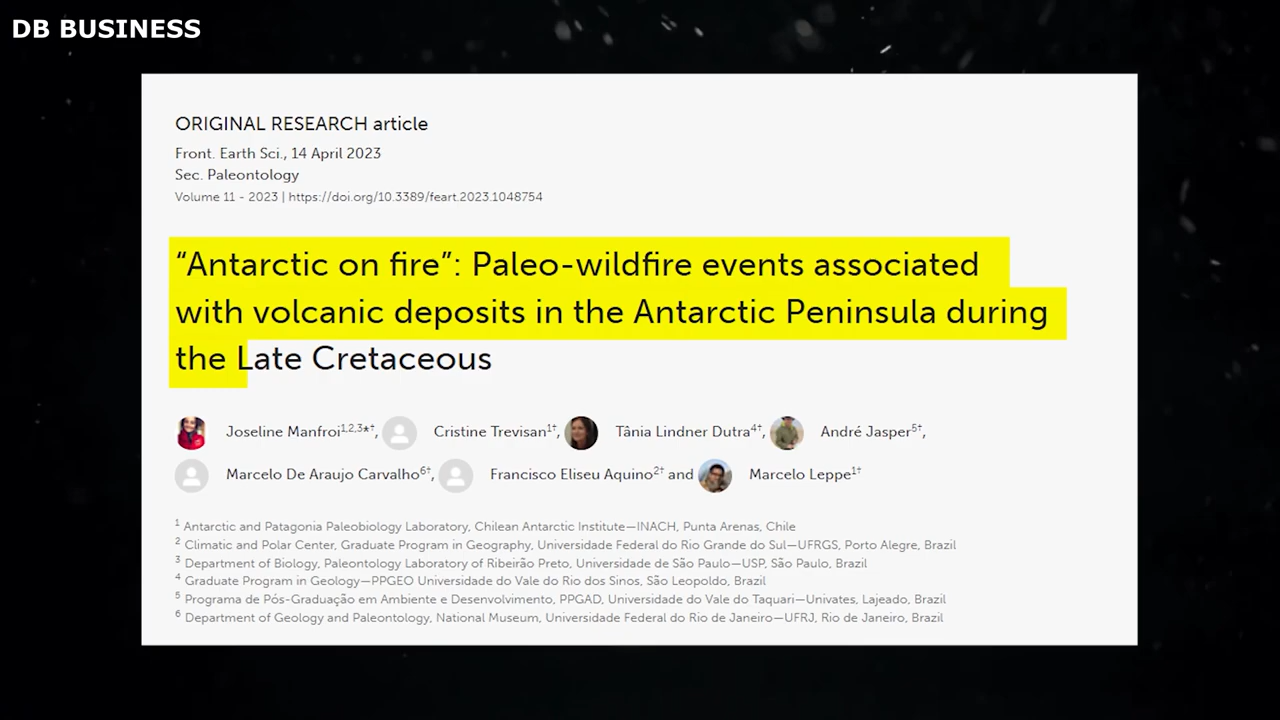 DB BUSINESS
ORIGINAL RESEARCH article
Front. Earth Sci., 14 April 2023
Sec. Paleontology
Volume 11 - 2023 | https://doi.org/10.3389/feart.2023.1048754
“Antarctic on fire”: Paleo-wildfire events associated
with volcanic deposits in the Antarctic Peninsula during
the Late Cretaceous
Joseline Manfroi1,2,3*†, Cristine Trevisan1†, Tânia Lindner Dutra4†, André Jasper5†,
Marcelo De Araujo Carvalho6†, Francisco Eliseu Aquino2† and Marcelo Leppe1†
1 Antarctic and Patagonia Paleobiology Laboratory, Chilean Antarctic Institute—INACH, Punta Arenas, Chile
2 Climatic and Polar Center, Graduate Program in Geography, Universidade Federal do Rio Grande do Sul—UFRGS, Porto Alegre, Brazil
3 Department of Biology, Paleontology Laboratory of Ribeirão Preto, Universidade de São Paulo—USP, São Paulo, Brazil
4 Graduate Program in Geology—PPGEO Universidade do Vale do Rio dos Sinos, São Leopoldo, Brazil
5 Programa de Pós-Graduação em Ambiente e Desenvolvimento, PPGAD, Universidade do Vale do Taquari—Univates, Lajeado, Brazil
6 Department of Geology and Paleontology, National Museum, Universidade Federal do Rio de Janeiro—UFRJ, Rio de Janeiro, Brazil